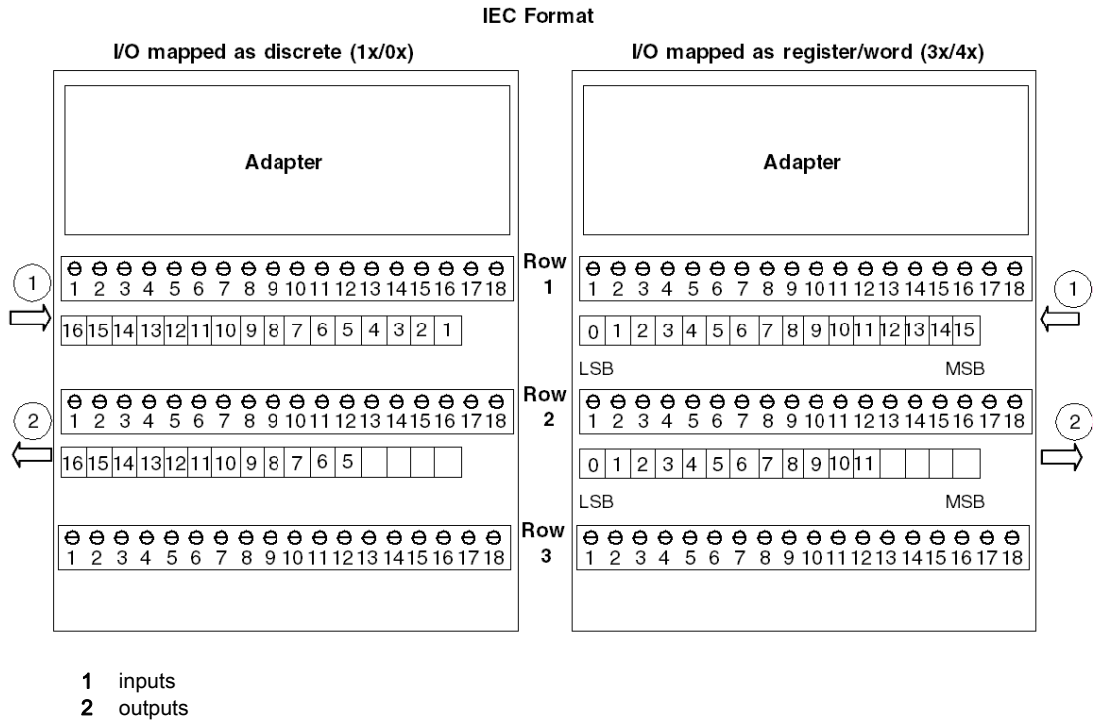 IEC Format
I/O mapped as discrete (1x/0x)
I/O mapped as register/word (3x/4x)
Adapter
Adapter
1
1 2 3 4 5 6 7 8 9 10 11 12 13 14 15 16 17 18
Row 1
1 2 3 4 5 6 7 8 9 10 11 12 13 14 15 16 17 18
1
16 15 14 13 12 11 10 9 8 7 6 5 4 3 2 1
0 1 2 3 4 5 6 7 8 9 10 11 12 13 14 15
LSB
MSB
2
1 2 3 4 5 6 7 8 9 10 11 12 13 14 15 16 17 18
Row 2
1 2 3 4 5 6 7 8 9 10 11 12 13 14 15 16 17 18
2
16 15 14 13 12 11 10 9 8 7 6 5
0 1 2 3 4 5 6 7 8 9 10 11
LSB
MSB
1 2 3 4 5 6 7 8 9 10 11 12 13 14 15 16 17 18
Row 3
1 2 3 4 5 6 7 8 9 10 11 12 13 14 15 16 17 18
1 inputs
2 outputs